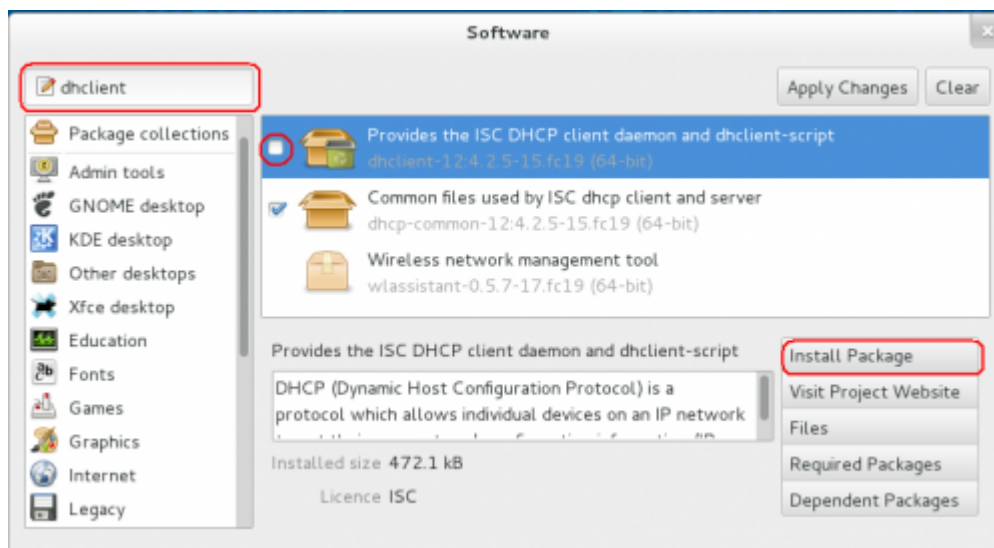 Software
dhclient
Apply Changes
Clear
Package collections
Admin tools
GNOME desktop
KDE desktop
Other desktops
Xfce desktop
Education
Fonts
Games
Graphics
Internet
Legacy
Provides the ISC DHCP client daemon and dhclient-script
dhclient-12:4.2.5-15.fc19 (64-bit)
Common files used by ISC dhcp client and server
dhcp-common-12:4.2.5-15.fc19 (64-bit)
Wireless network management tool
wlassistant-0.5.7-17.fc19 (64-bit)
Provides the ISC DHCP client daemon and dhclient-script
DHCP (Dynamic Host Configuration Protocol) is a
protocol which allows individual devices on an IP network
Installed size 472.1 kB
Licence ISC
Install Package
Visit Project Website
Files
Required Packages
Dependent Packages